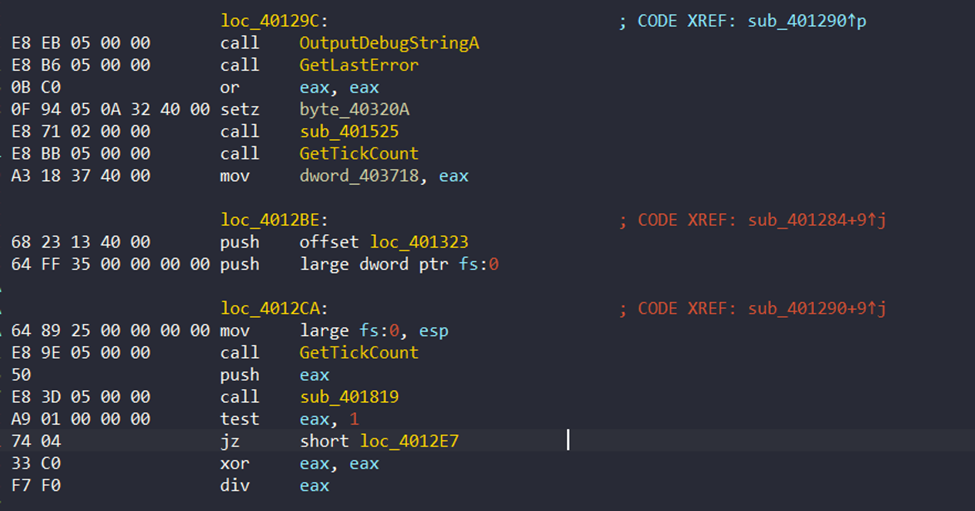 loc_40129C: ; CODE XREF: sub_401290↑p
E8 EB 05 00 00 call OutputDebugStringA
E8 B6 05 00 00 call GetLastError
0B C0 or eax, eax
0F 94 05 0A 32 40 00 setz byte_40320A
E8 71 02 00 00 call sub_401525
E8 BB 05 00 00 call GetTickCount
A3 18 37 40 00 mov dword_403718, eax
loc_4012BE: ; CODE XREF: sub_401284+9↑j
68 23 13 40 00 push offset loc_401323
64 FF 35 00 00 00 00 push large dword ptr fs:0
loc_4012CA: ; CODE XREF: sub_401290+9↑j
64 89 25 00 00 00 00 mov large fs:0, esp
E8 9E 05 00 00 call GetTickCount
50 push eax
E8 3D 05 00 00 call sub_401819
A9 01 00 00 00 test eax, 1
74 04 jz short loc_4012E7
33 C0 xor eax, eax
F7 F0 div eax